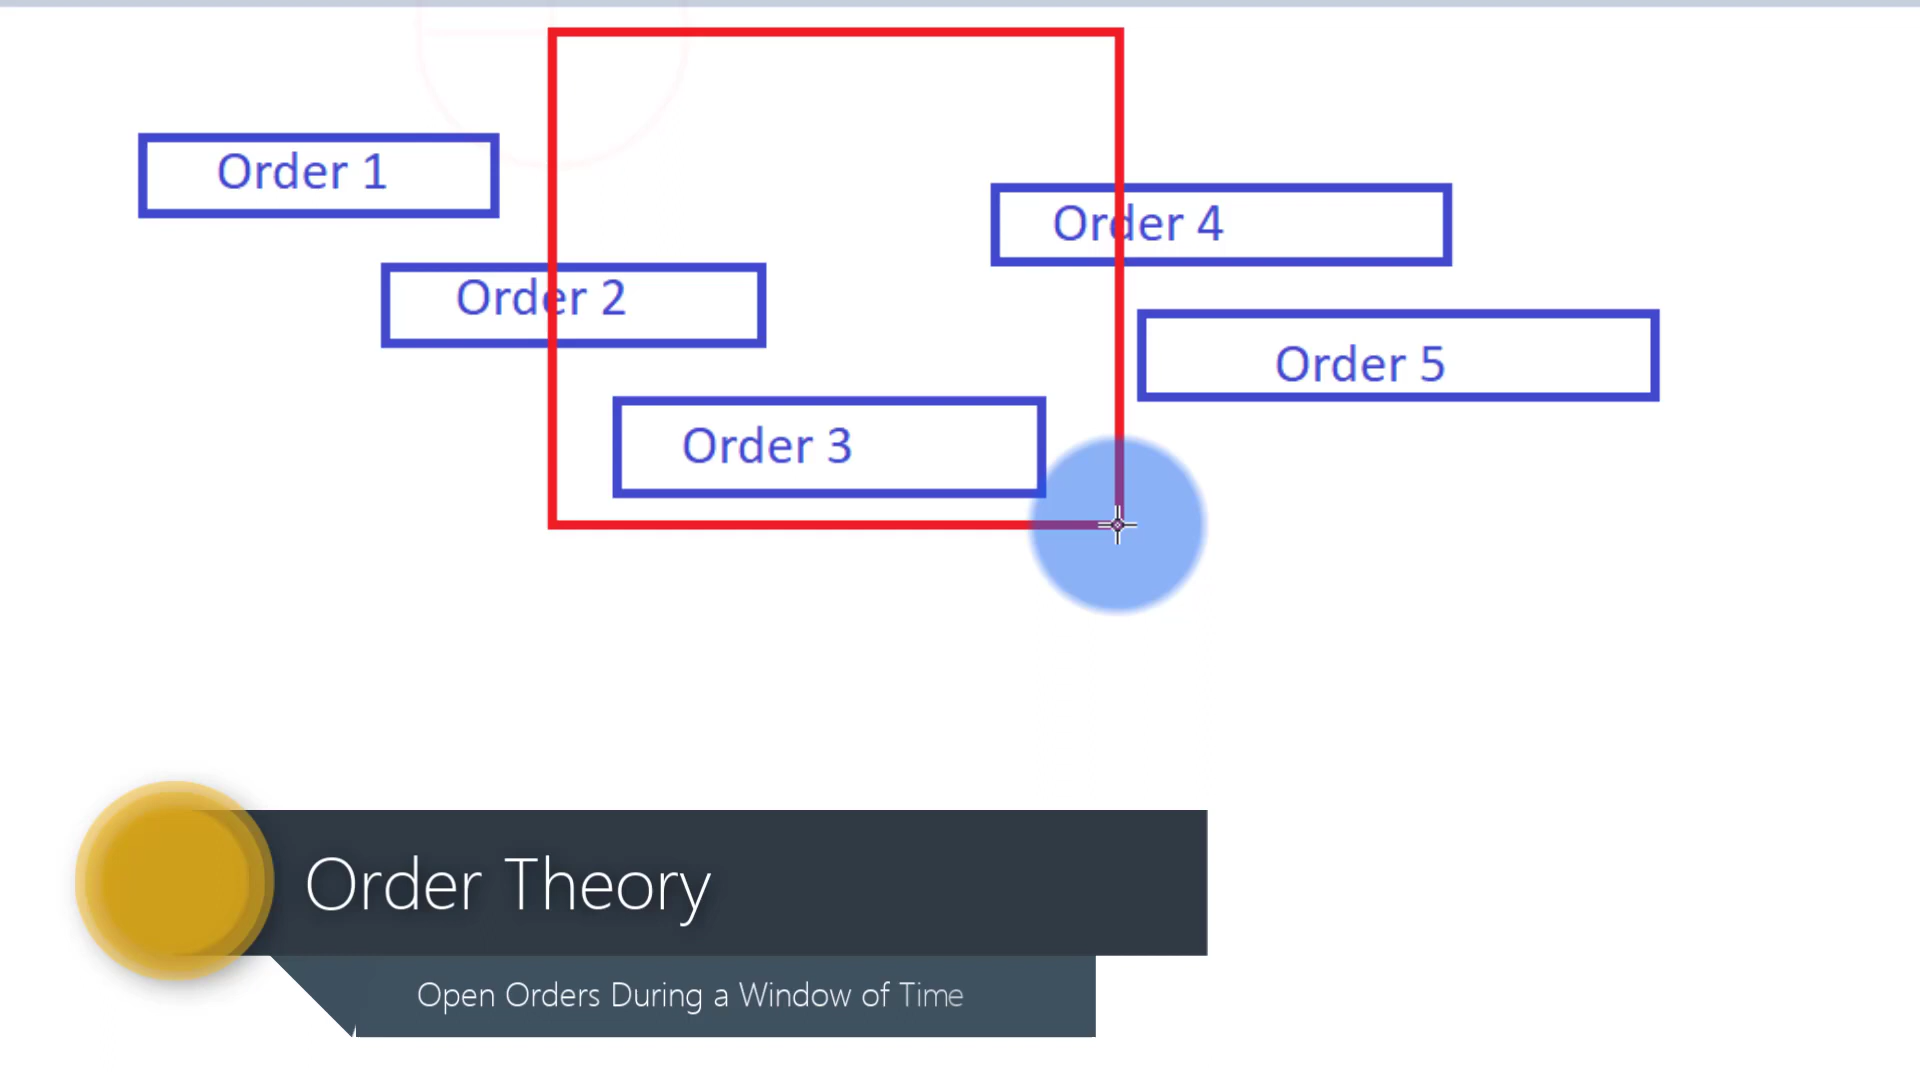 Order 1
Order 4
Order 2
Order 5
Order 3
Order Theory
Open Orders During a Window of Time